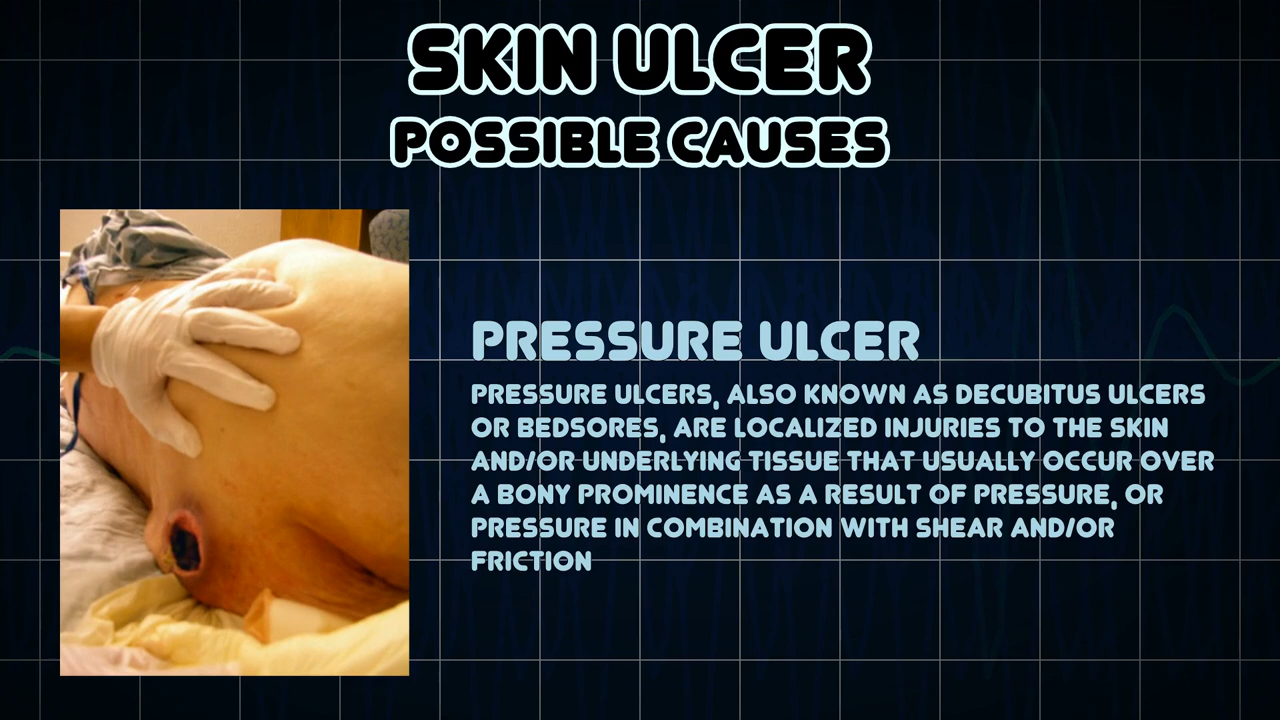 SKIN ULCER
POSSIBLE CAUSES
PRESSURE ULCER
PRESSURE ULCERS, ALSO KNOWN AS DECUBITUS ULCERS
OR BEDSORES, ARE LOCALIZED INJURIES TO THE SKIN
AND/OR UNDERLYING TISSUE THAT USUALLY OCCUR OVER
A BONY PROMINENCE AS A RESULT OF PRESSURE, OR
PRESSURE IN COMBINATION WITH SHEAR AND/OR
FRICTION